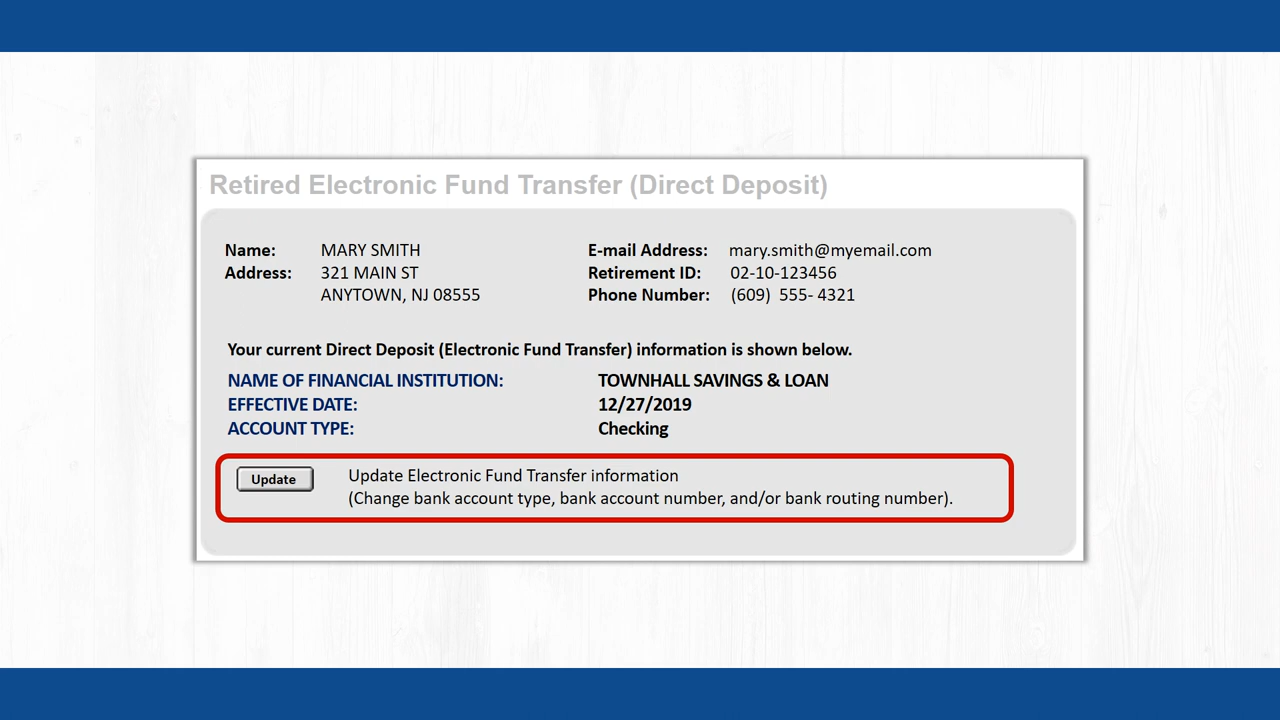 Retired Electronic Fund Transfer (Direct Deposit)
Name: MARY SMITH E-mail Address: mary.smith@myemail.com
Address: 321 MAIN ST Retirement ID: 02-10-123456
ANYTOWN, NJ 08555 Phone Number: (609) 555- 4321
Your current Direct Deposit (Electronic Fund Transfer) information is shown below.
NAME OF FINANCIAL INSTITUTION: TOWNHALL SAVINGS & LOAN
EFFECTIVE DATE: 12/27/2019
ACCOUNT TYPE: Checking
Update Update Electronic Fund Transfer information
(Change bank account type, bank account number, and/or bank routing number).